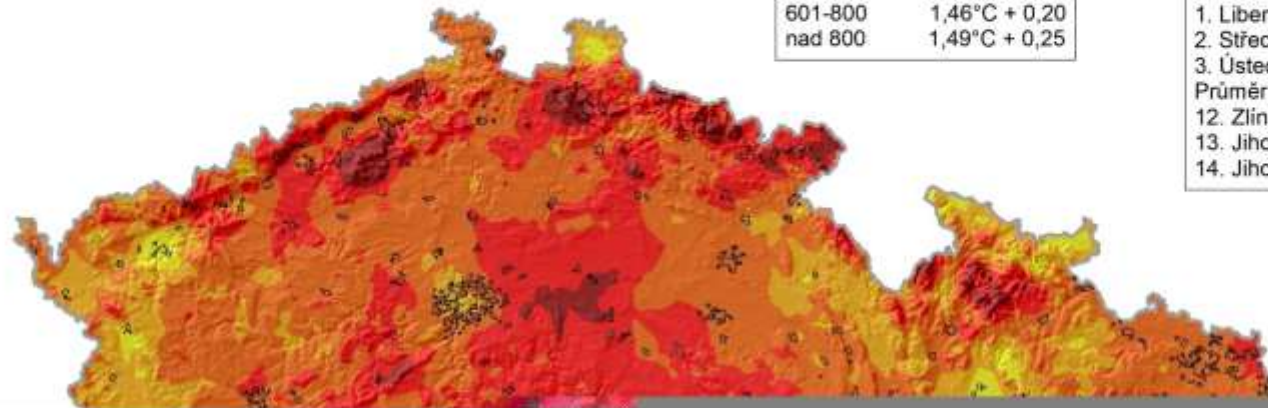 601-800 1,46°C + 0,20
nad 800 1,49°C + 0,25
1. Liber
2. Střed
3. Ústec
Průměr
12. Zlín
13. Jiho
14. Jiho